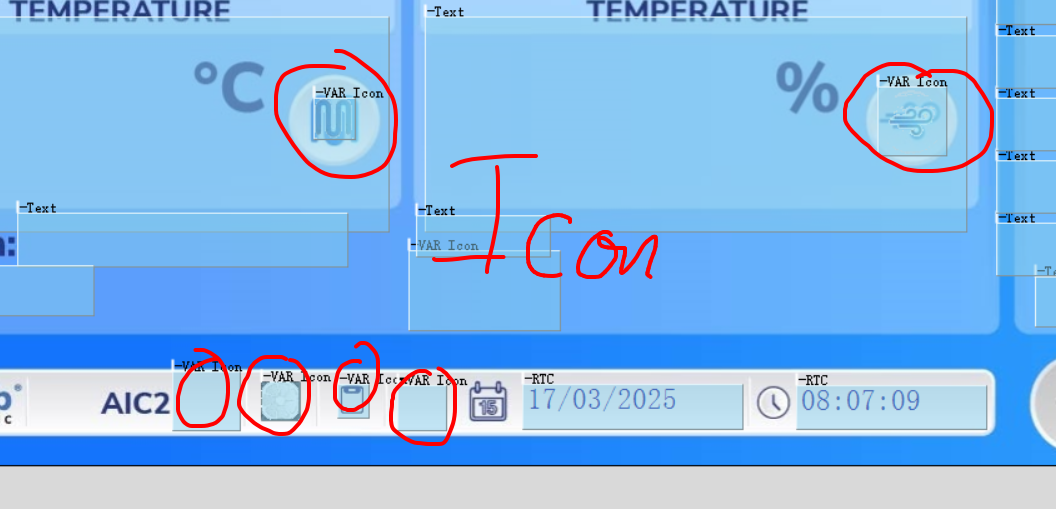 TEMPERATURE
TEMPERATURE
Text
Text
°C
VAR Icon
%
VAR Icon
Text
Text
Text
Icon
Text
Text
Text
VAR Icon
VAR Icon
VAR Icon
VAR Icon
VAR Icon
AIC2
15
RTC
17/03/2025
RTC
08:07:09